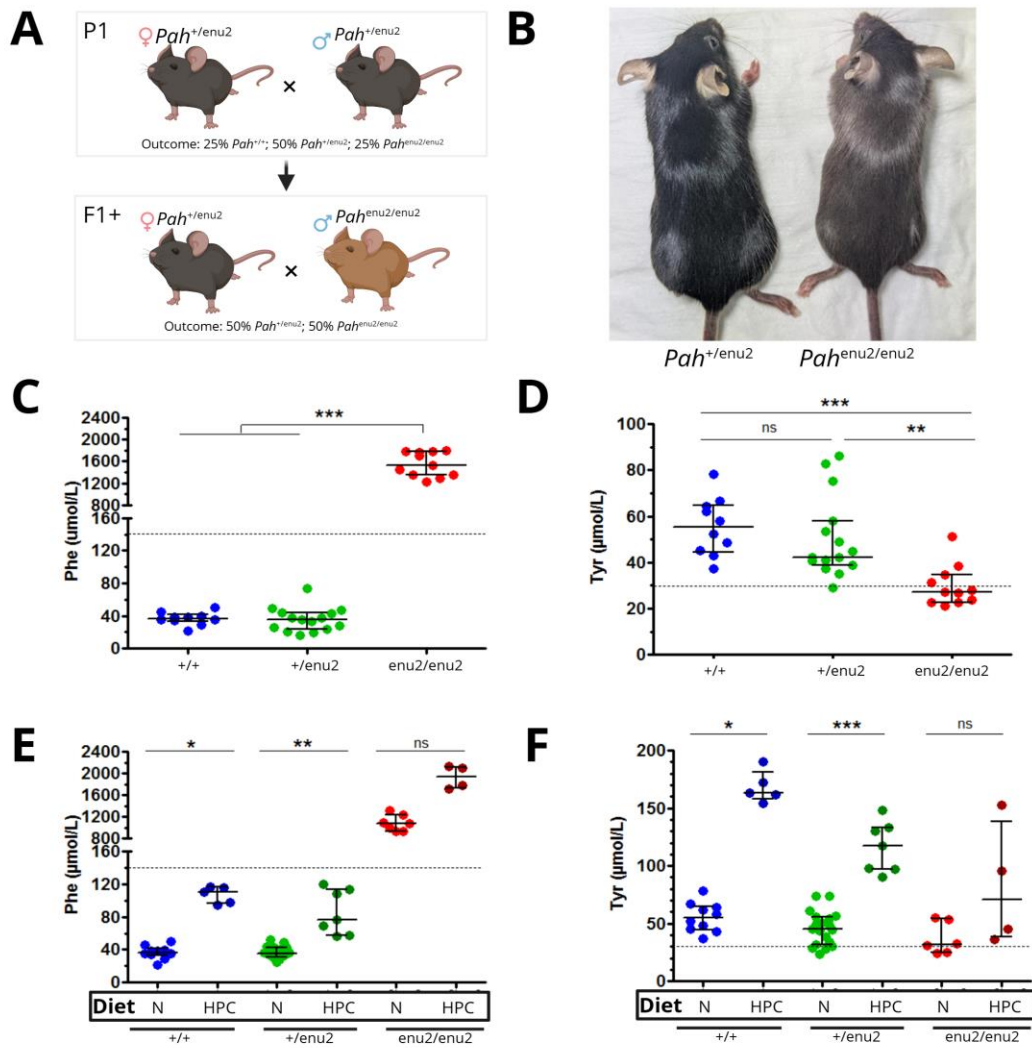 A
P1
♀ Pah+/enu2
♂ Pah+/enu2
×
Outcome: 25% Pah+/+; 50% Pah+/enu2; 25% Pahenu2/enu2
F1+
♀ Pah+/enu2
♂ Pahenu2/enu2
×
Outcome: 50% Pah+/enu2; 50% Pahenu2/enu2
B
Pah+/enu2
Pahenu2/enu2
C
***
Phe (µmol/L)
2400
2000
1600
1200
800
160
120
80
40
0
+/+
+/enu2
enu2/enu2
D
***
ns
**
Tyr (µmol/L)
100
80
60
40
20
0
+/+
+/enu2
enu2/enu2
E
*
**
ns
Phe (µmol/L)
2400
2000
1600
1200
800
160
120
80
40
0
Diet N HPC N HPC N HPC
+/+
+/enu2
enu2/enu2
F
*
***
ns
Tyr (µmol/L)
200
150
100
50
0
Diet N HPC N HPC N HPC
+/+
+/enu2
enu2/enu2